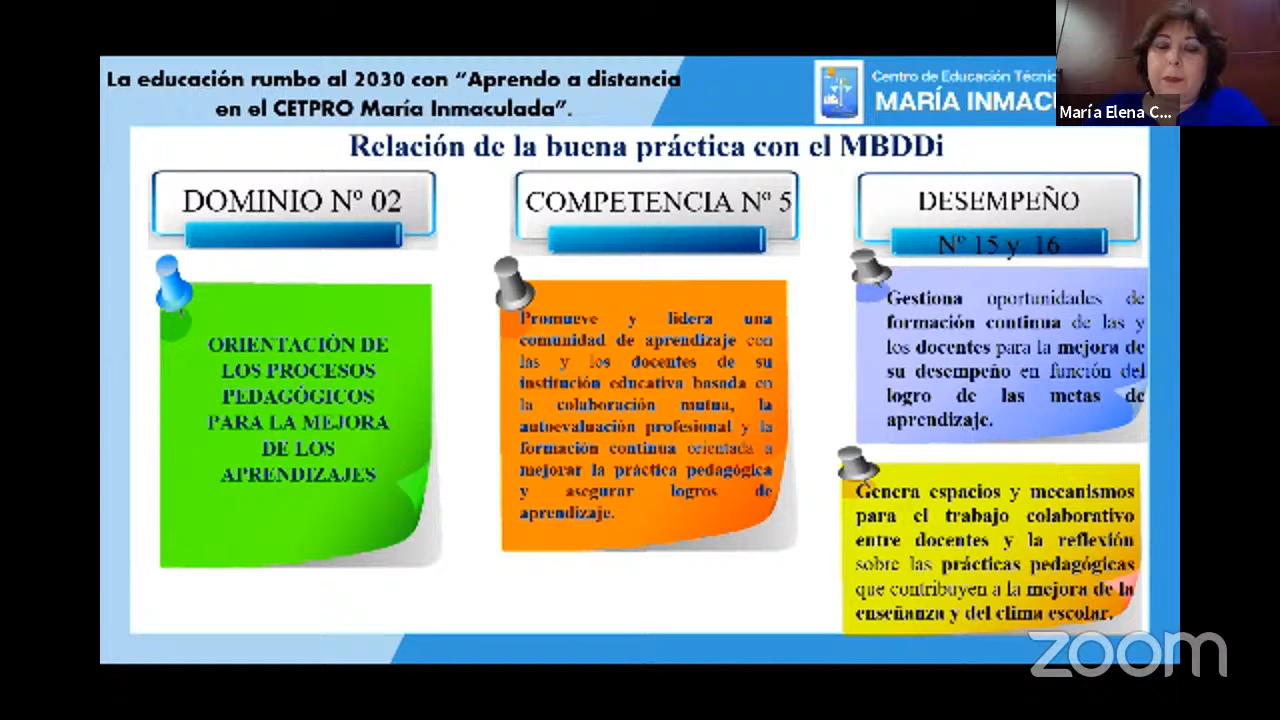 La educación rumbo al 2030 con “Aprendo a distancia
en el CETPRO María Inmaculada”.
Centro de Educación
MARÍA
María Elena C...
Relación de la buena práctica con el MBDDi
DOMINIO Nº 02
COMPETENCIA Nº 5
DESEMPEÑO
Nº 15 y 16
ORIENTACIÓN DE
LOS PROCESOS
PEDAGÓGICOS
PARA LA MEJORA
DE LOS
APRENDIZAJES
Promueve y lidera una
comunidad de aprendizaje con
las y los docentes de su
institución educativa basada en
la colaboración mutua, la
autoevaluación profesional y la
formación continua orientada a
mejorar la práctica pedagógica
y asegurar logros de
aprendizaje.
Gestiona oportunidades de
formación continua de las y
los docentes para la mejora de
su desempeño en función del
logro de las metas de
aprendizaje.
Genera espacios y mecanismos
para el trabajo colaborativo
entre docentes y la reflexión
sobre las prácticas pedagógicas
que contribuyen a la mejora de la
enseñanza y del clima escolar.
zoom